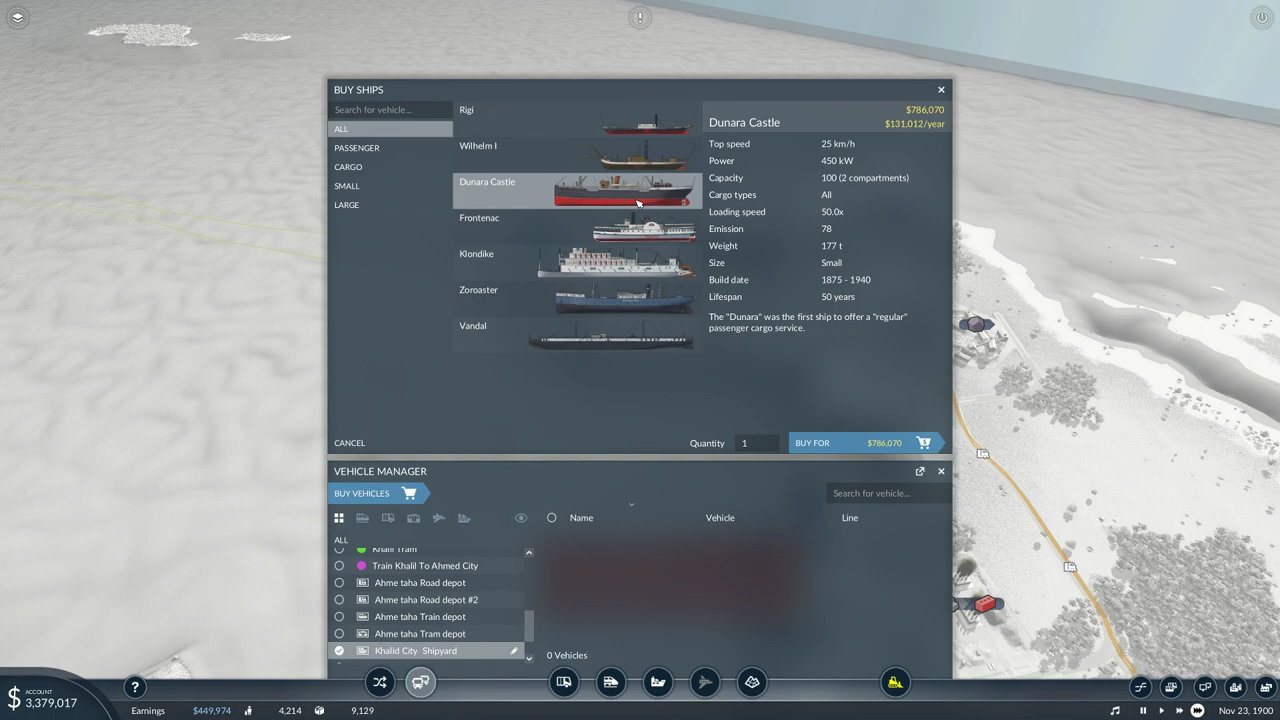 BUY SHIPS
Search for vehicle...
ALL
PASSENGER
CARGO
SMALL
LARGE
Rigi
Wilhelm I
Dunara Castle
Frontenac
Klondike
Zoroaster
Vandal
$786,070
Dunara Castle
$131,012/year
Top speed 25 km/h
Power 450 kW
Capacity 100 (2 compartments)
Cargo types All
Loading speed 50.0x
Emission 78
Weight 177 t
Size Small
Build date 1875 - 1940
Lifespan 50 years
The "Dunara" was the first ship to offer a "regular"
passenger cargo service.
CANCEL
Quantity 1
BUY FOR $786,070
VEHICLE MANAGER
BUY VEHICLES
Search for vehicle...
Name Vehicle Line
ALL
Khalil Tram
Train Khalil To Ahmed City
Ahme taha Road depot
Ahme taha Road depot #2
Ahme taha Train depot
Ahme taha Tram depot
Khalid City Shipyard
0 Vehicles
$ ACCOUNT
3,379,017
?
Earnings $449,974 4,214 9,129
Nov 23, 1900